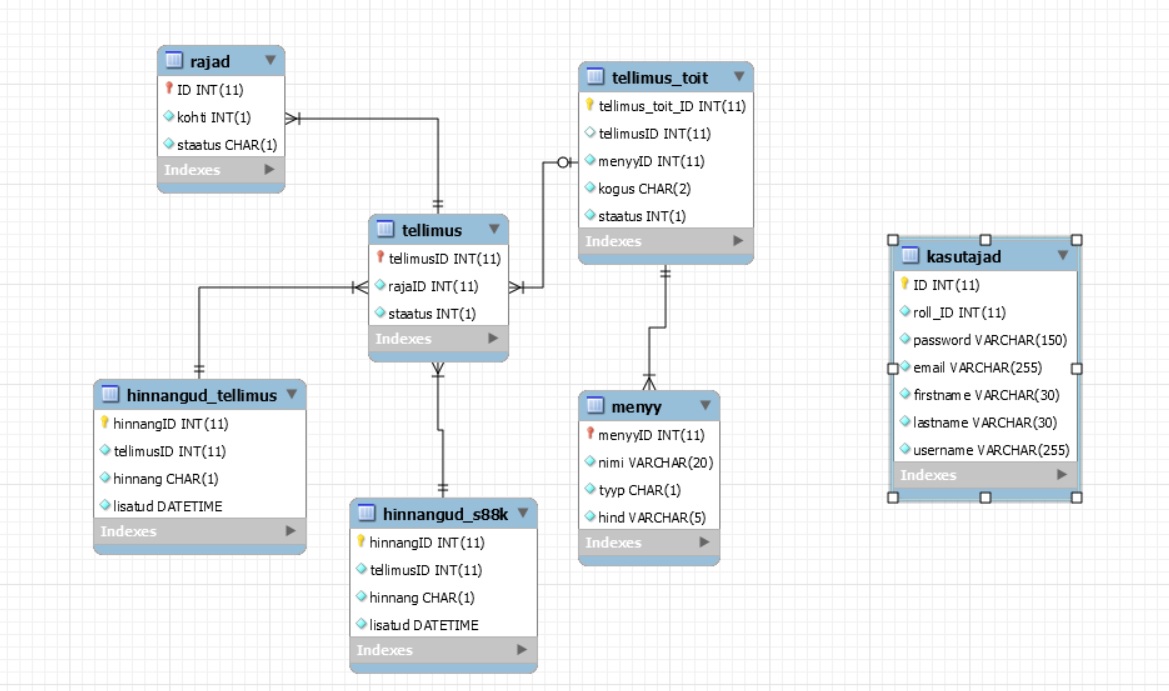 rajad
ID INT(11)
kohti INT(1)
staatus CHAR(1)
Indexes
tellimus_toit
tellimus_toit_ID INT(11)
tellimusID INT(11)
menyyID INT(11)
kogus CHAR(2)
staatus INT(1)
Indexes
tellimus
tellimusID INT(11)
rajaID INT(11)
staatus INT(1)
Indexes
kasutajad
ID INT(11)
roll_ID INT(11)
password VARCHAR(150)
email VARCHAR(255)
firstname VARCHAR(30)
lastname VARCHAR(30)
username VARCHAR(255)
Indexes
hinnangud_tellimus
hinnangID INT(11)
tellimusID INT(11)
hinnang CHAR(1)
lisatud DATETIME
Indexes
menyy
menyyID INT(11)
nimi VARCHAR(20)
tyyp CHAR(1)
hind VARCHAR(5)
Indexes
hinnangud_s88k
hinnangID INT(11)
tellimusID INT(11)
hinnang CHAR(1)
lisatud DATETIME
Indexes